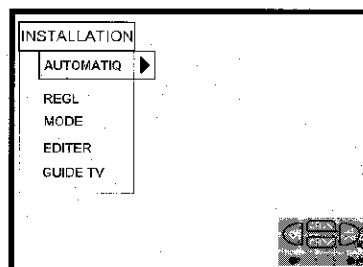 INSTALLATION
AUTOMATIQ
REGL
MODE
EDITER
GUIDE TV